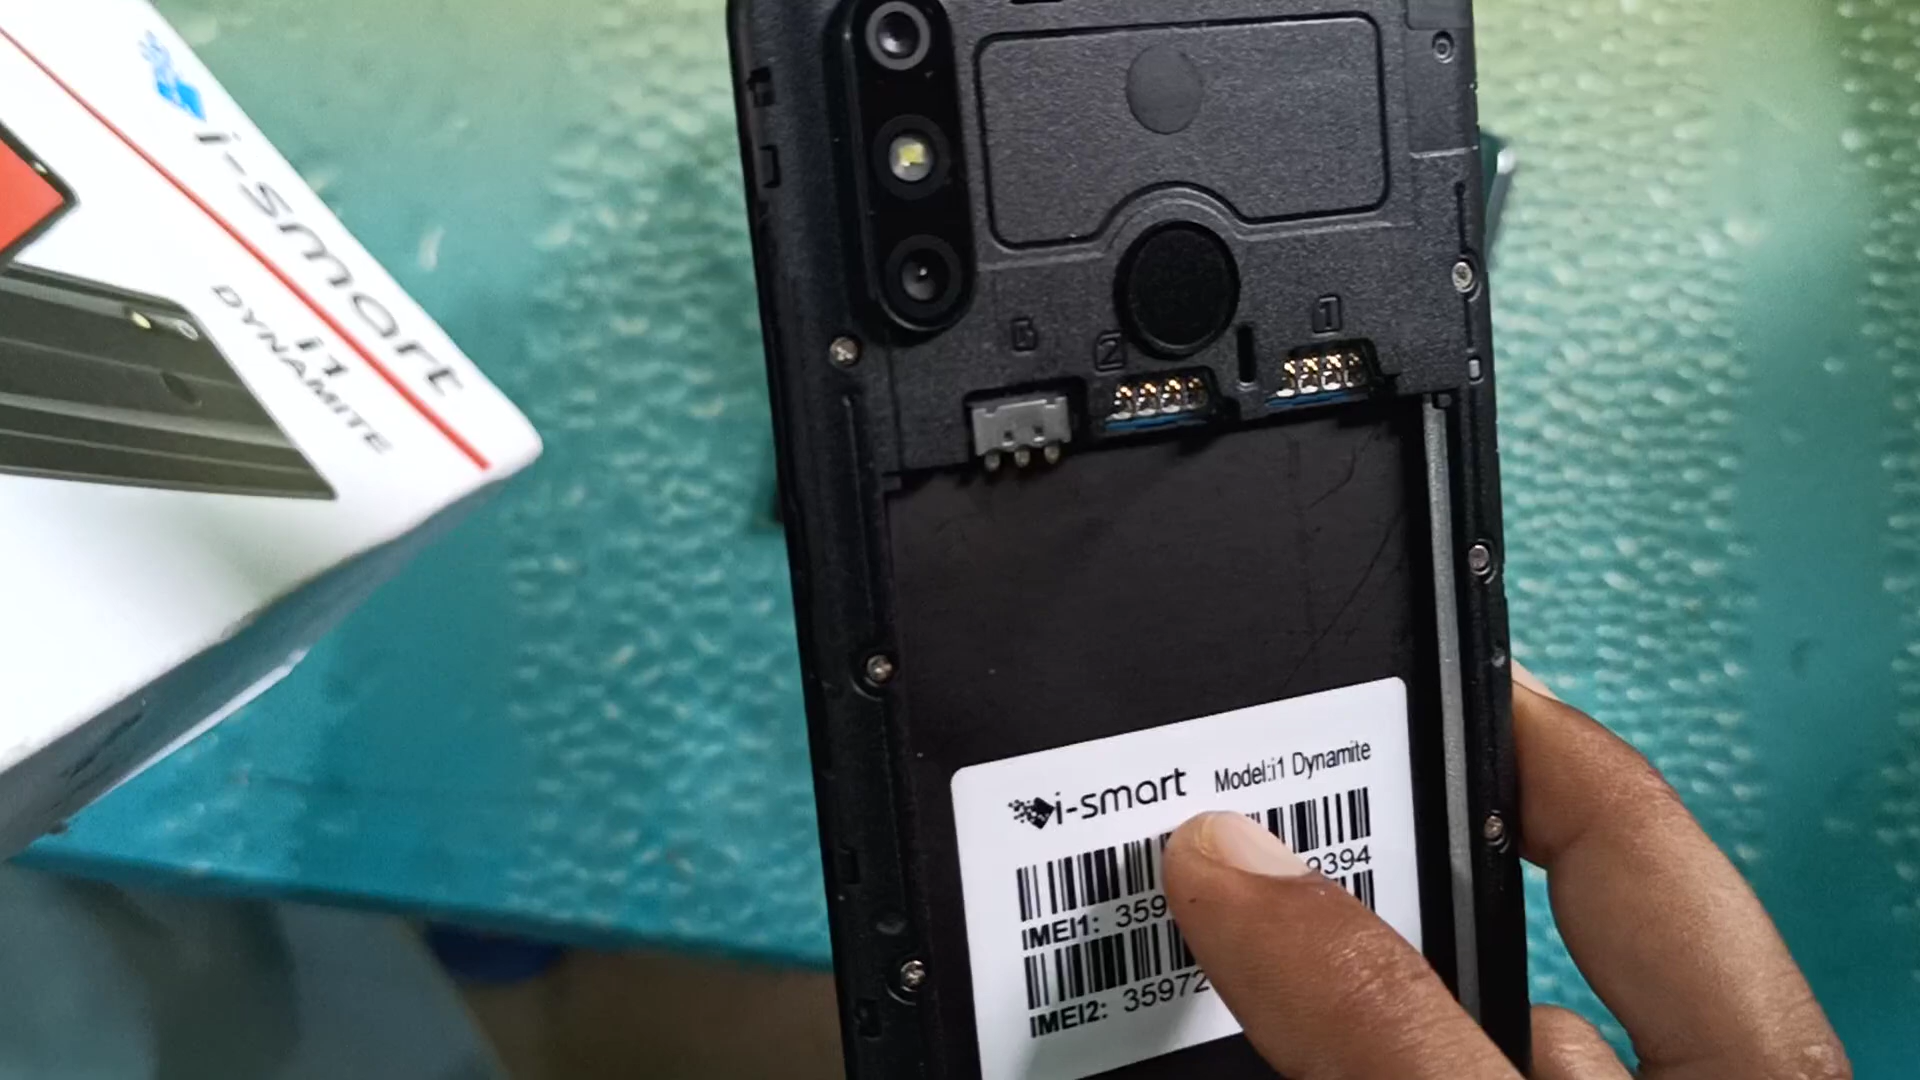 i-smart
i1
DYNAMITE
2
1
i-smart Model:i1 Dynamite
9394
IMEI1: 359
IMEI2: 35972